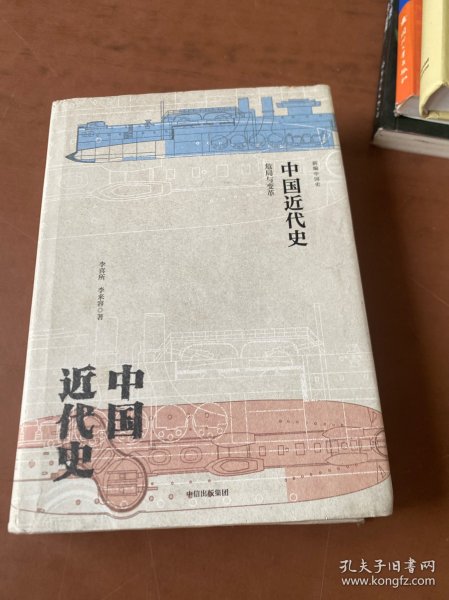 新编中国史
中国近代史
危局与变革
李喜所 李来容◎著
中国
近代史
中信出版集团
孔夫子旧书网
www.kongfz.com